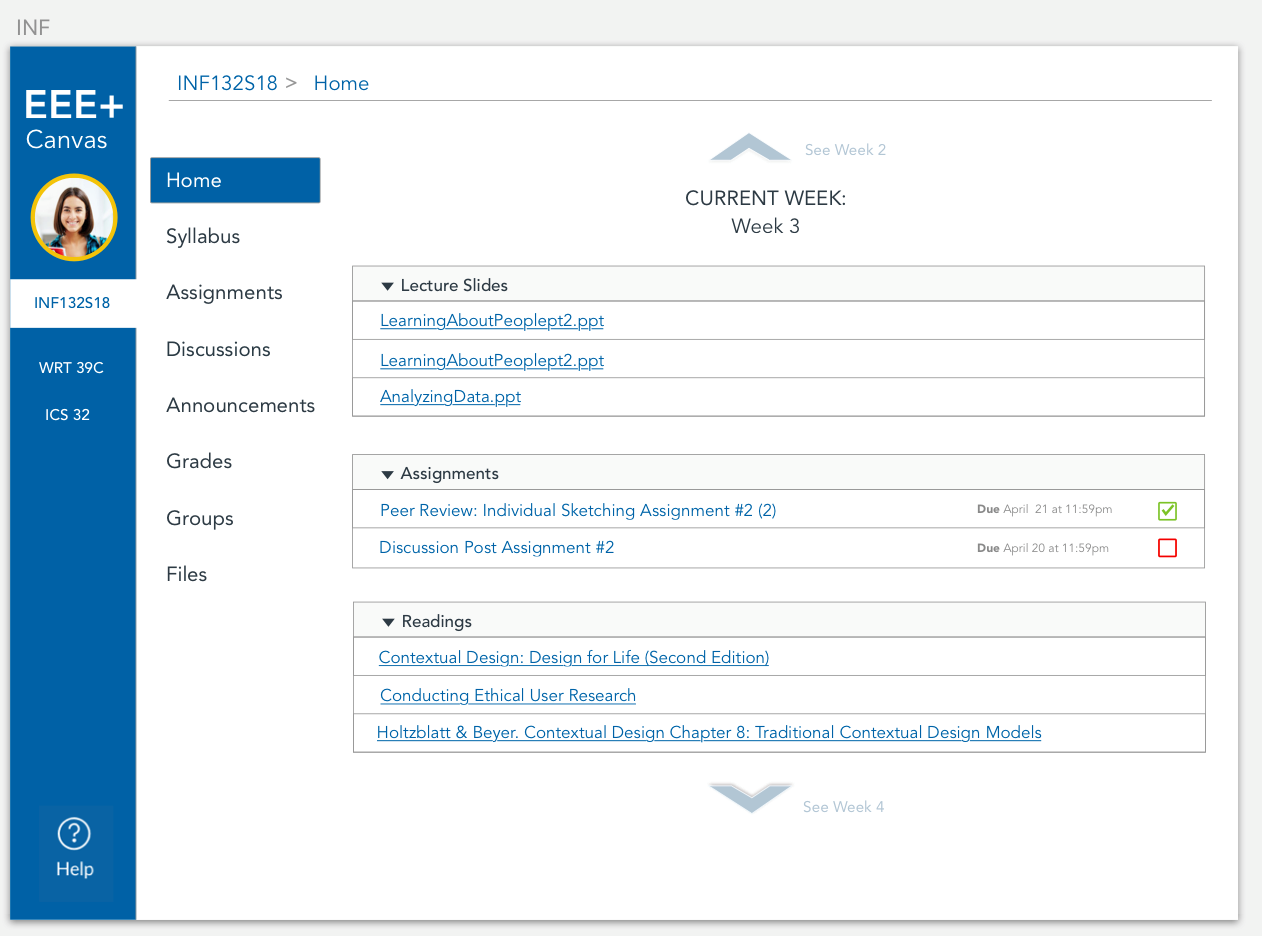 INF
EEE+
Canvas
INF132S18
WRT 39C
ICS 32
Help
INF132S18 > Home
Home
Syllabus
Assignments
Discussions
Announcements
Grades
Groups
Files
See Week 2
CURRENT WEEK:
Week 3
Lecture Slides
LearningAboutPeoplept2.ppt
LearningAboutPeoplept2.ppt
AnalyzingData.ppt
Assignments
Peer Review: Individual Sketching Assignment #2 (2) Due April 21 at 11:59pm
Discussion Post Assignment #2 Due April 20 at 11:59pm
Readings
Contextual Design: Design for Life (Second Edition)
Conducting Ethical User Research
Holtzblatt & Beyer. Contextual Design Chapter 8: Traditional Contextual Design Models
See Week 4